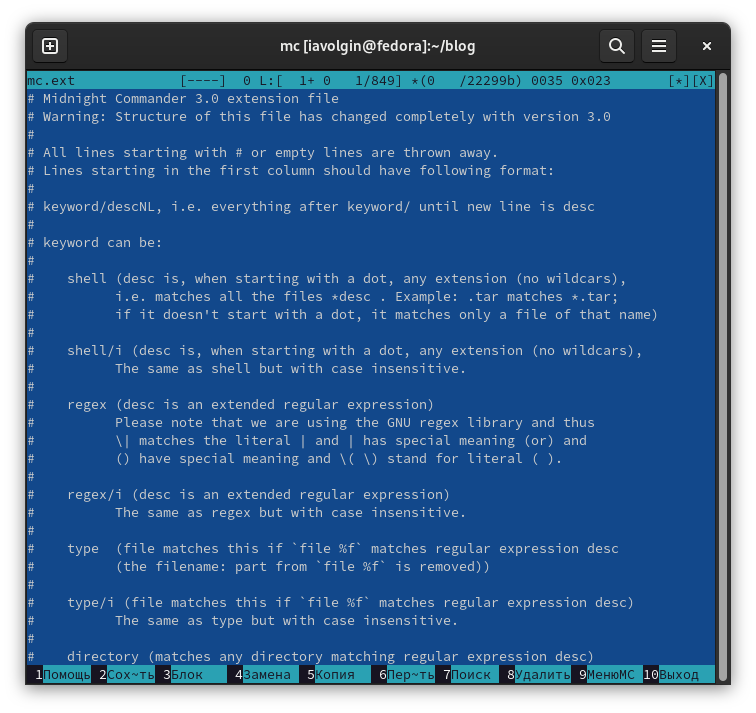 mc [iavolgin@fedora]:~/blog
mc.ext [----] 0 L:[ 1+ 0 1/849] *(0 /22299b) 0035 0x023 [*][X]
# Midnight Commander 3.0 extension file
# Warning: Structure of this file has changed completely with version 3.0
#
# All lines starting with # or empty lines are thrown away.
# Lines starting in the first column should have following format:
#
# keyword/descNL, i.e. everything after keyword/ until new line is desc
#
# keyword can be:
#
#    shell (desc is, when starting with a dot, any extension (no wildcars),
#          i.e. matches all the files *desc . Example: .tar matches *.tar;
#          if it doesn't start with a dot, it matches only a file of that name)
#
#    shell/i (desc is, when starting with a dot, any extension (no wildcars),
#          The same as shell but with case insensitive.
#
#    regex (desc is an extended regular expression)
#          Please note that we are using the GNU regex library and thus
#          \| matches the literal | and | has special meaning (or) and
#          () have special meaning and \( \) stand for literal ( ).
#
#    regex/i (desc is an extended regular expression)
#          The same as regex but with case insensitive.
#
#    type  (file matches this if `file %f` matches regular expression desc
#          (the filename: part from `file %f` is removed))
#
#    type/i (file matches this if `file %f` matches regular expression desc)
#          The same as type but with case insensitive.
#
#    directory (matches any directory matching regular expression desc)
1Помощь 2Сох~ть 3Блок 4Замена 5Копия 6Пер~ть 7Поиск 8Удалить 9МенюМС 10Выход